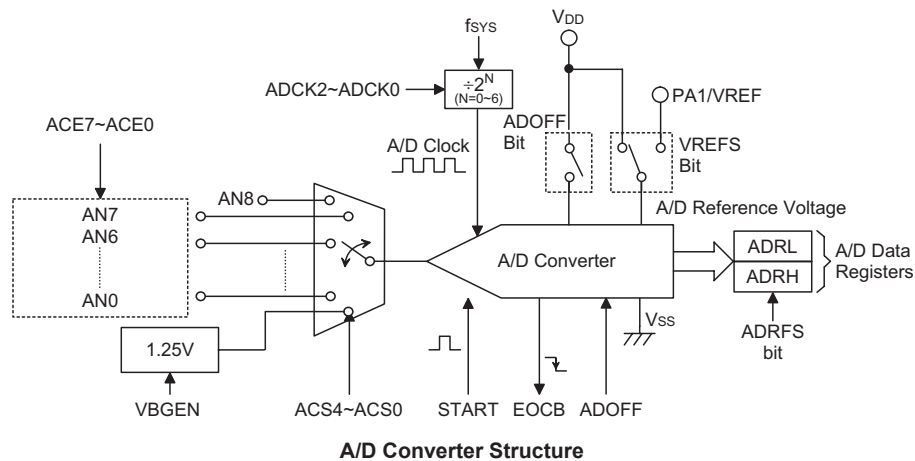 fSYS
VDD
ADCK2~ADCK0
÷2^N
(N=0~6)
PA1/VREF
ACE7~ACE0
ADOFF
Bit
VREFS
Bit
A/D Clock
AN7
AN6
AN0
AN8
A/D Reference Voltage
A/D Converter
ADRL
ADRH
A/D Data
Registers
VSS
1.25V
ADRFS
bit
VBGEN
ACS4~ACS0
START
EOCB
ADOFF
A/D Converter Structure